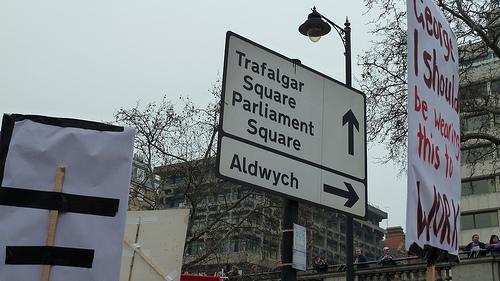 Trafalgar
Square
Parliament
Square
Aldwych
George
I should
be wearing
this to
WORK